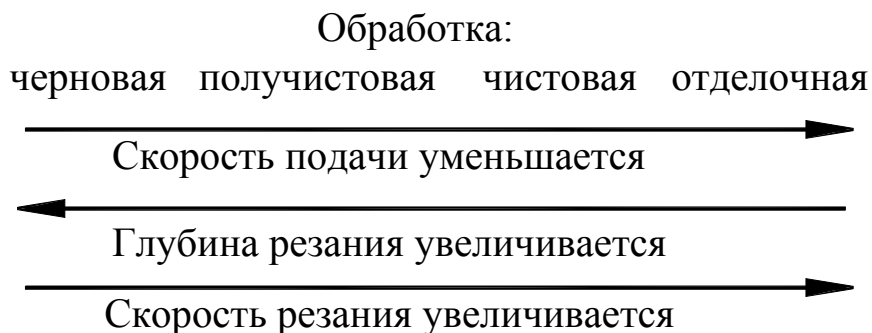 Обработка:
черновая получистовая чистовая отделочная
Скорость подачи уменьшается
Глубина резания увеличивается
Скорость резания увеличивается